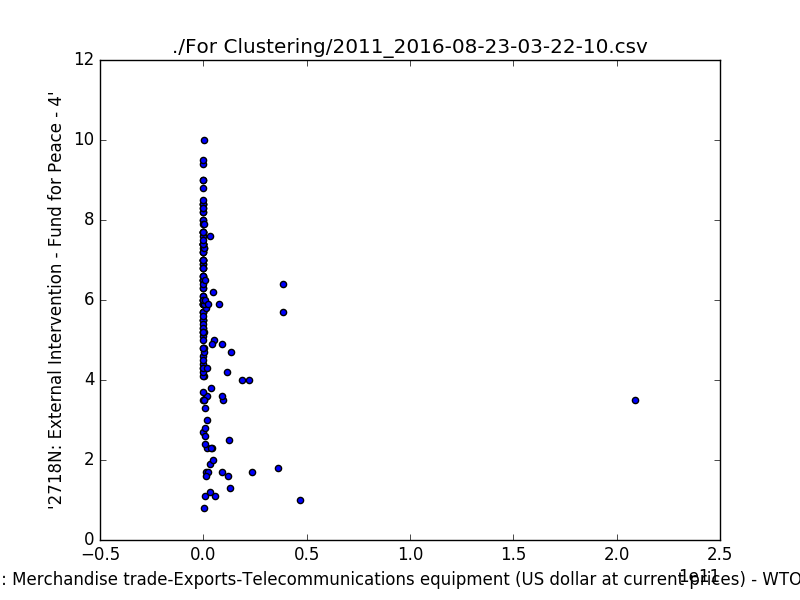 ./For Clustering/2011_2016-08-23-03-22-10.csv
'2718N: External Intervention - Fund for Peace - 4'
12
10
8
6
4
2
0
−0.5 0.0 0.5 1.0 1.5 2.0 2.5
1e11
: Merchandise trade-Exports-Telecommunications equipment (US dollar at current prices) - WTO